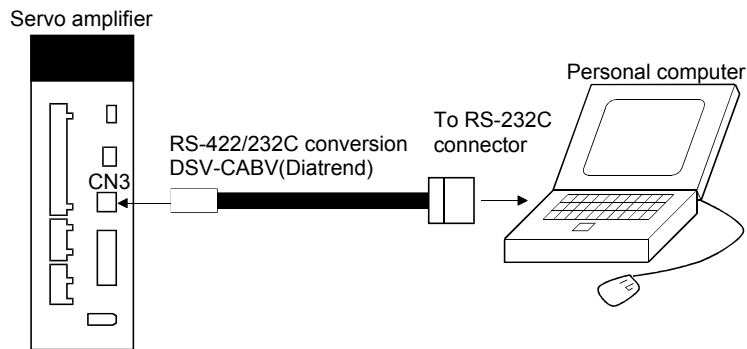 Servo amplifier
Personal computer
RS-422/232C conversion
DSV-CABV(Diatrend)
To RS-232C
connector
CN3